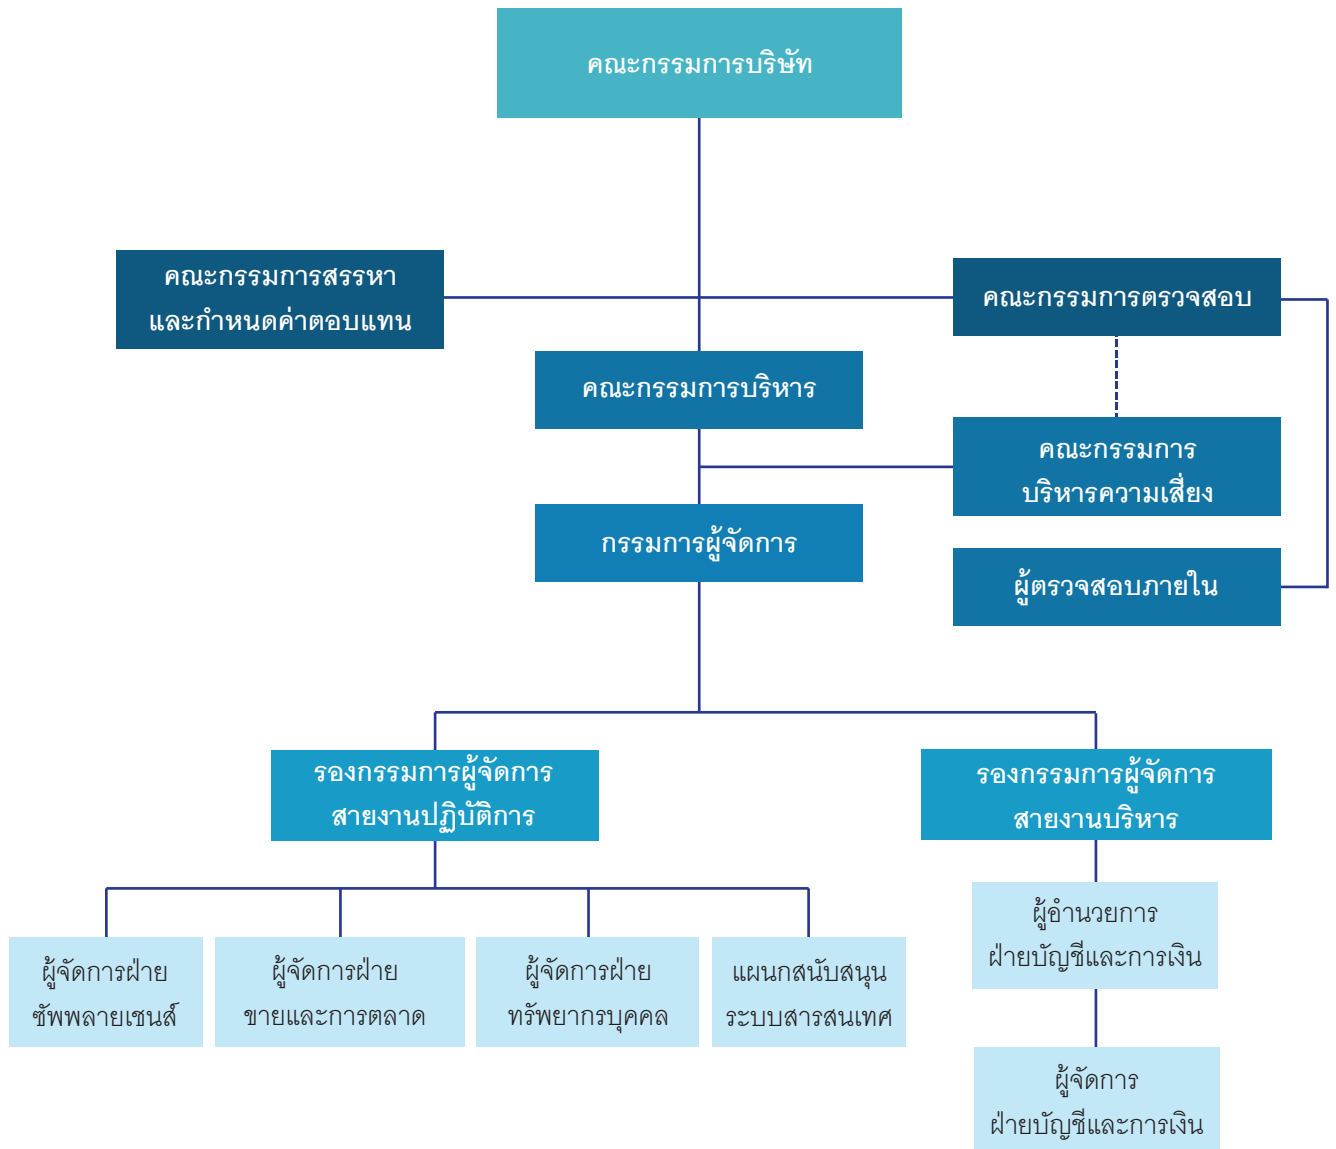 คณะกรรมการบริษัท
คณะกรรมการสรรหา
และกำหนดค่าตอบแทน
คณะกรรมการตรวจสอบ
คณะกรรมการบริหาร
คณะกรรมการ
บริหารความเสี่ยง
กรรมการผู้จัดการ
ผู้ตรวจสอบภายใน
รองกรรมการผู้จัดการ
สายงานปฏิบัติการ
รองกรรมการผู้จัดการ
สายงานบริหาร
ผู้อำนวยการ
ฝ่ายบัญชีและการเงิน
ผู้จัดการฝ่าย
ซัพพลายเชนส์
ผู้จัดการฝ่าย
ขายและการตลาด
ผู้จัดการฝ่าย
ทรัพยากรบุคคล
แผนกสนับสนุน
ระบบสารสนเทศ
ผู้จัดการ
ฝ่ายบัญชีและการเงิน